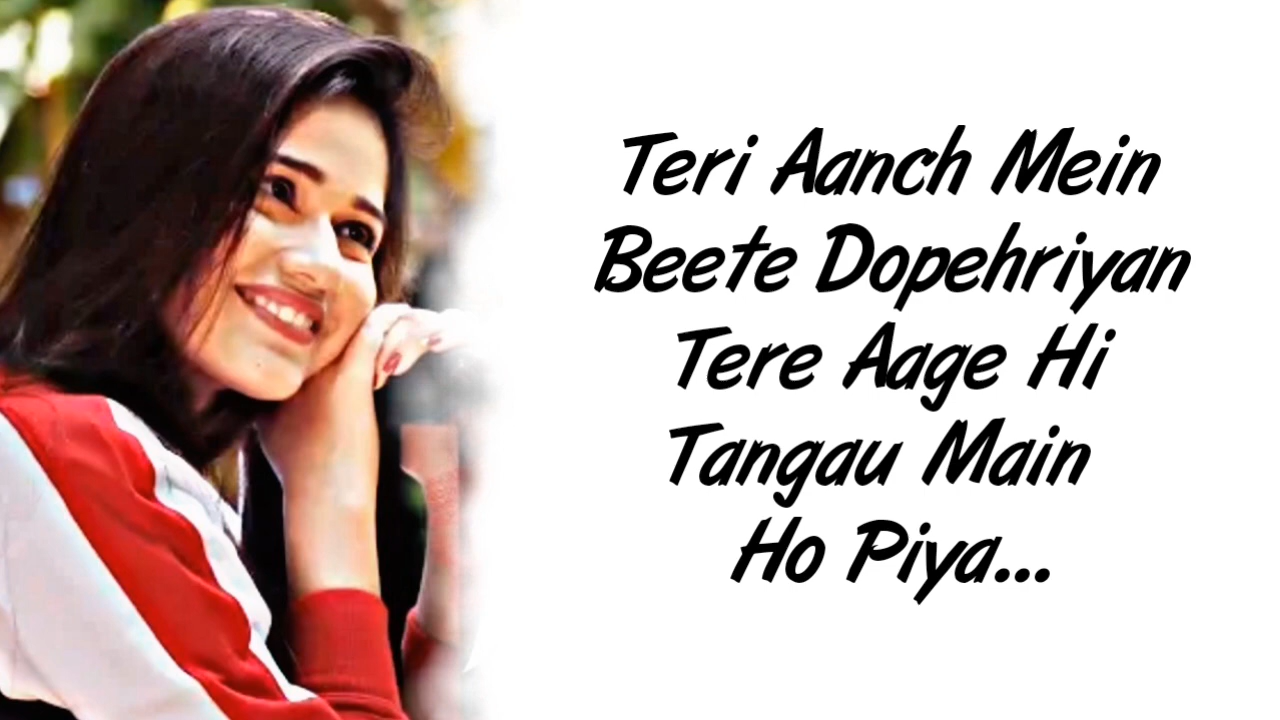 Teri Aanch Mein
Beete Dopehriyan
Tere Aage Hi
Tangau Main
Ho Piya...